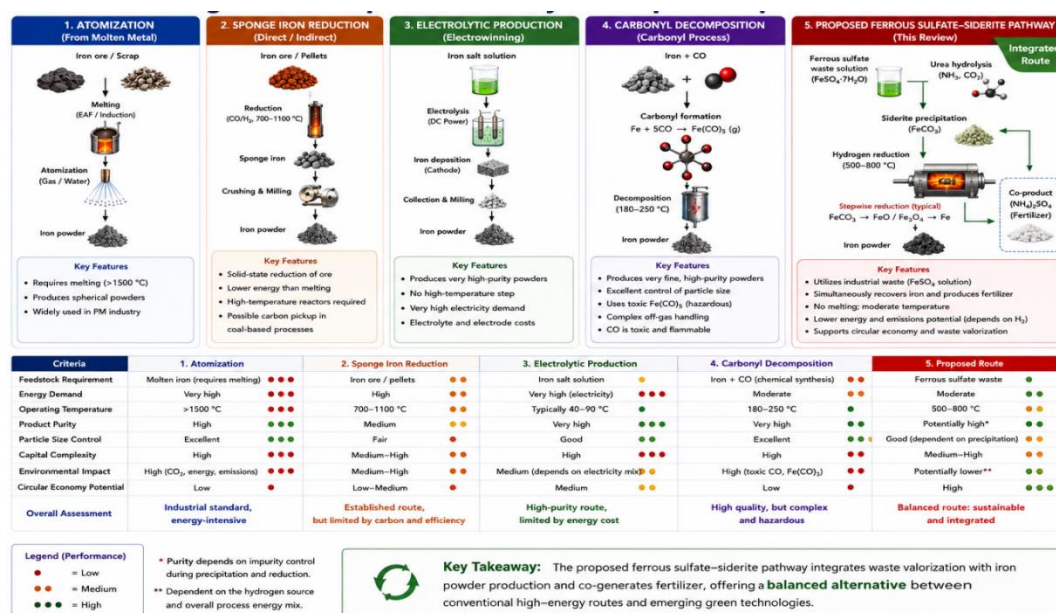 1. ATOMIZATION
(From Molten Metal)
Iron ore / Scrap
Melting
(EAF / Induction)
Atomization
(Gas / Water)
Iron powder
Key Features
• Requires melting (>1500 °C)
• Produces spherical powders
• Widely used in PM industry
2. SPONGE IRON REDUCTION
(Direct / Indirect)
Iron ore / Pellets
Reduction
(CO/H₂, 700–1100 °C)
Sponge iron
Crushing & Milling
Iron powder
Key Features
• Solid-state reduction of ore
• Lower energy than melting
• High-temperature reactors required
• Possible carbon pickup in
coal-based processes
3. ELECTROLYTIC PRODUCTION
(Electrowinning)
Iron salt solution
Electrolysis
(DC Power)
Iron deposition
(Cathode)
Collection & Milling
Iron powder
Key Features
• Produces very high-purity powders
• No high-temperature step
• Very high electricity demand
• Electrolyte and electrode costs
4. CARBONYL DECOMPOSITION
(Carbonyl Process)
Iron + CO
Carbonyl formation
Fe + 5CO → Fe(CO)₅ (g)
Decomposition
(180–250 °C)
Iron powder
Key Features
• Produces very fine, high-purity powders
• Excellent control of particle size
• Uses toxic Fe(CO)₅ (hazardous)
• Complex off-gas handling
• CO is toxic and flammable
5. PROPOSED FERROUS SULFATE–SIDERITE PATHWAY
(This Review)
Integrated
Route
Ferrous sulfate
waste solution
(FeSO₄·7H₂O)
Urea hydrolysis
(NH₃, CO₂)
Siderite precipitation
(FeCO₃)
Hydrogen reduction
(500–800 °C)
Stepwise reduction (typical)
FeCO₃ → FeO / Fe₃O₄ → Fe
Iron powder
Co-product
(NH₄)₂SO₄
(Fertilizer)
Key Features
• Utilizes industrial waste (FeSO₄ solution)
• Simultaneously recovers iron and produces fertilizer
• No melting; moderate temperature
• Lower energy and emissions potential (depends on H₂)
• Supports circular economy and waste valorization
Criteria 1. Atomization 2. Sponge Iron Reduction 3. Electrolytic Production 4. Carbonyl Decomposition 5. Proposed Route
Feedstock Requirement Molten iron (requires melting) Iron ore / pellets Iron salt solution Iron + CO (chemical synthesis) Ferrous sulfate waste
Energy Demand Very high High Very high (electricity) Moderate Moderate
Operating Temperature >1500 °C 700–1100 °C Typically 40–90 °C 180–250 °C 500–800 °C
Product Purity High Medium Very high Very high Potentially high*
Particle Size Control Excellent Fair Good Excellent Good (dependent on precipitation)
Capital Complexity High Medium–High High High Medium–High
Environmental Impact High (CO₂, energy, emissions) Medium–High Medium (depends on electricity mix) High (toxic CO, Fe(CO)₅) Potentially lower**
Circular Economy Potential Low Low–Medium Medium Low High
Overall Assessment Industrial standard, energy-intensive Established route, but limited by carbon and efficiency High-purity route, limited by energy cost High quality, but complex and hazardous Balanced route: sustainable and integrated
Legend (Performance)
= Low
= Medium
= High
* Purity depends on impurity control
during precipitation and reduction.
** Dependent on the hydrogen source
and overall process energy mix.
Key Takeaway: The proposed ferrous sulfate–siderite pathway integrates waste valorization with iron
powder production and co-generates fertilizer, offering a balanced alternative between
conventional high-energy routes and emerging green technologies.